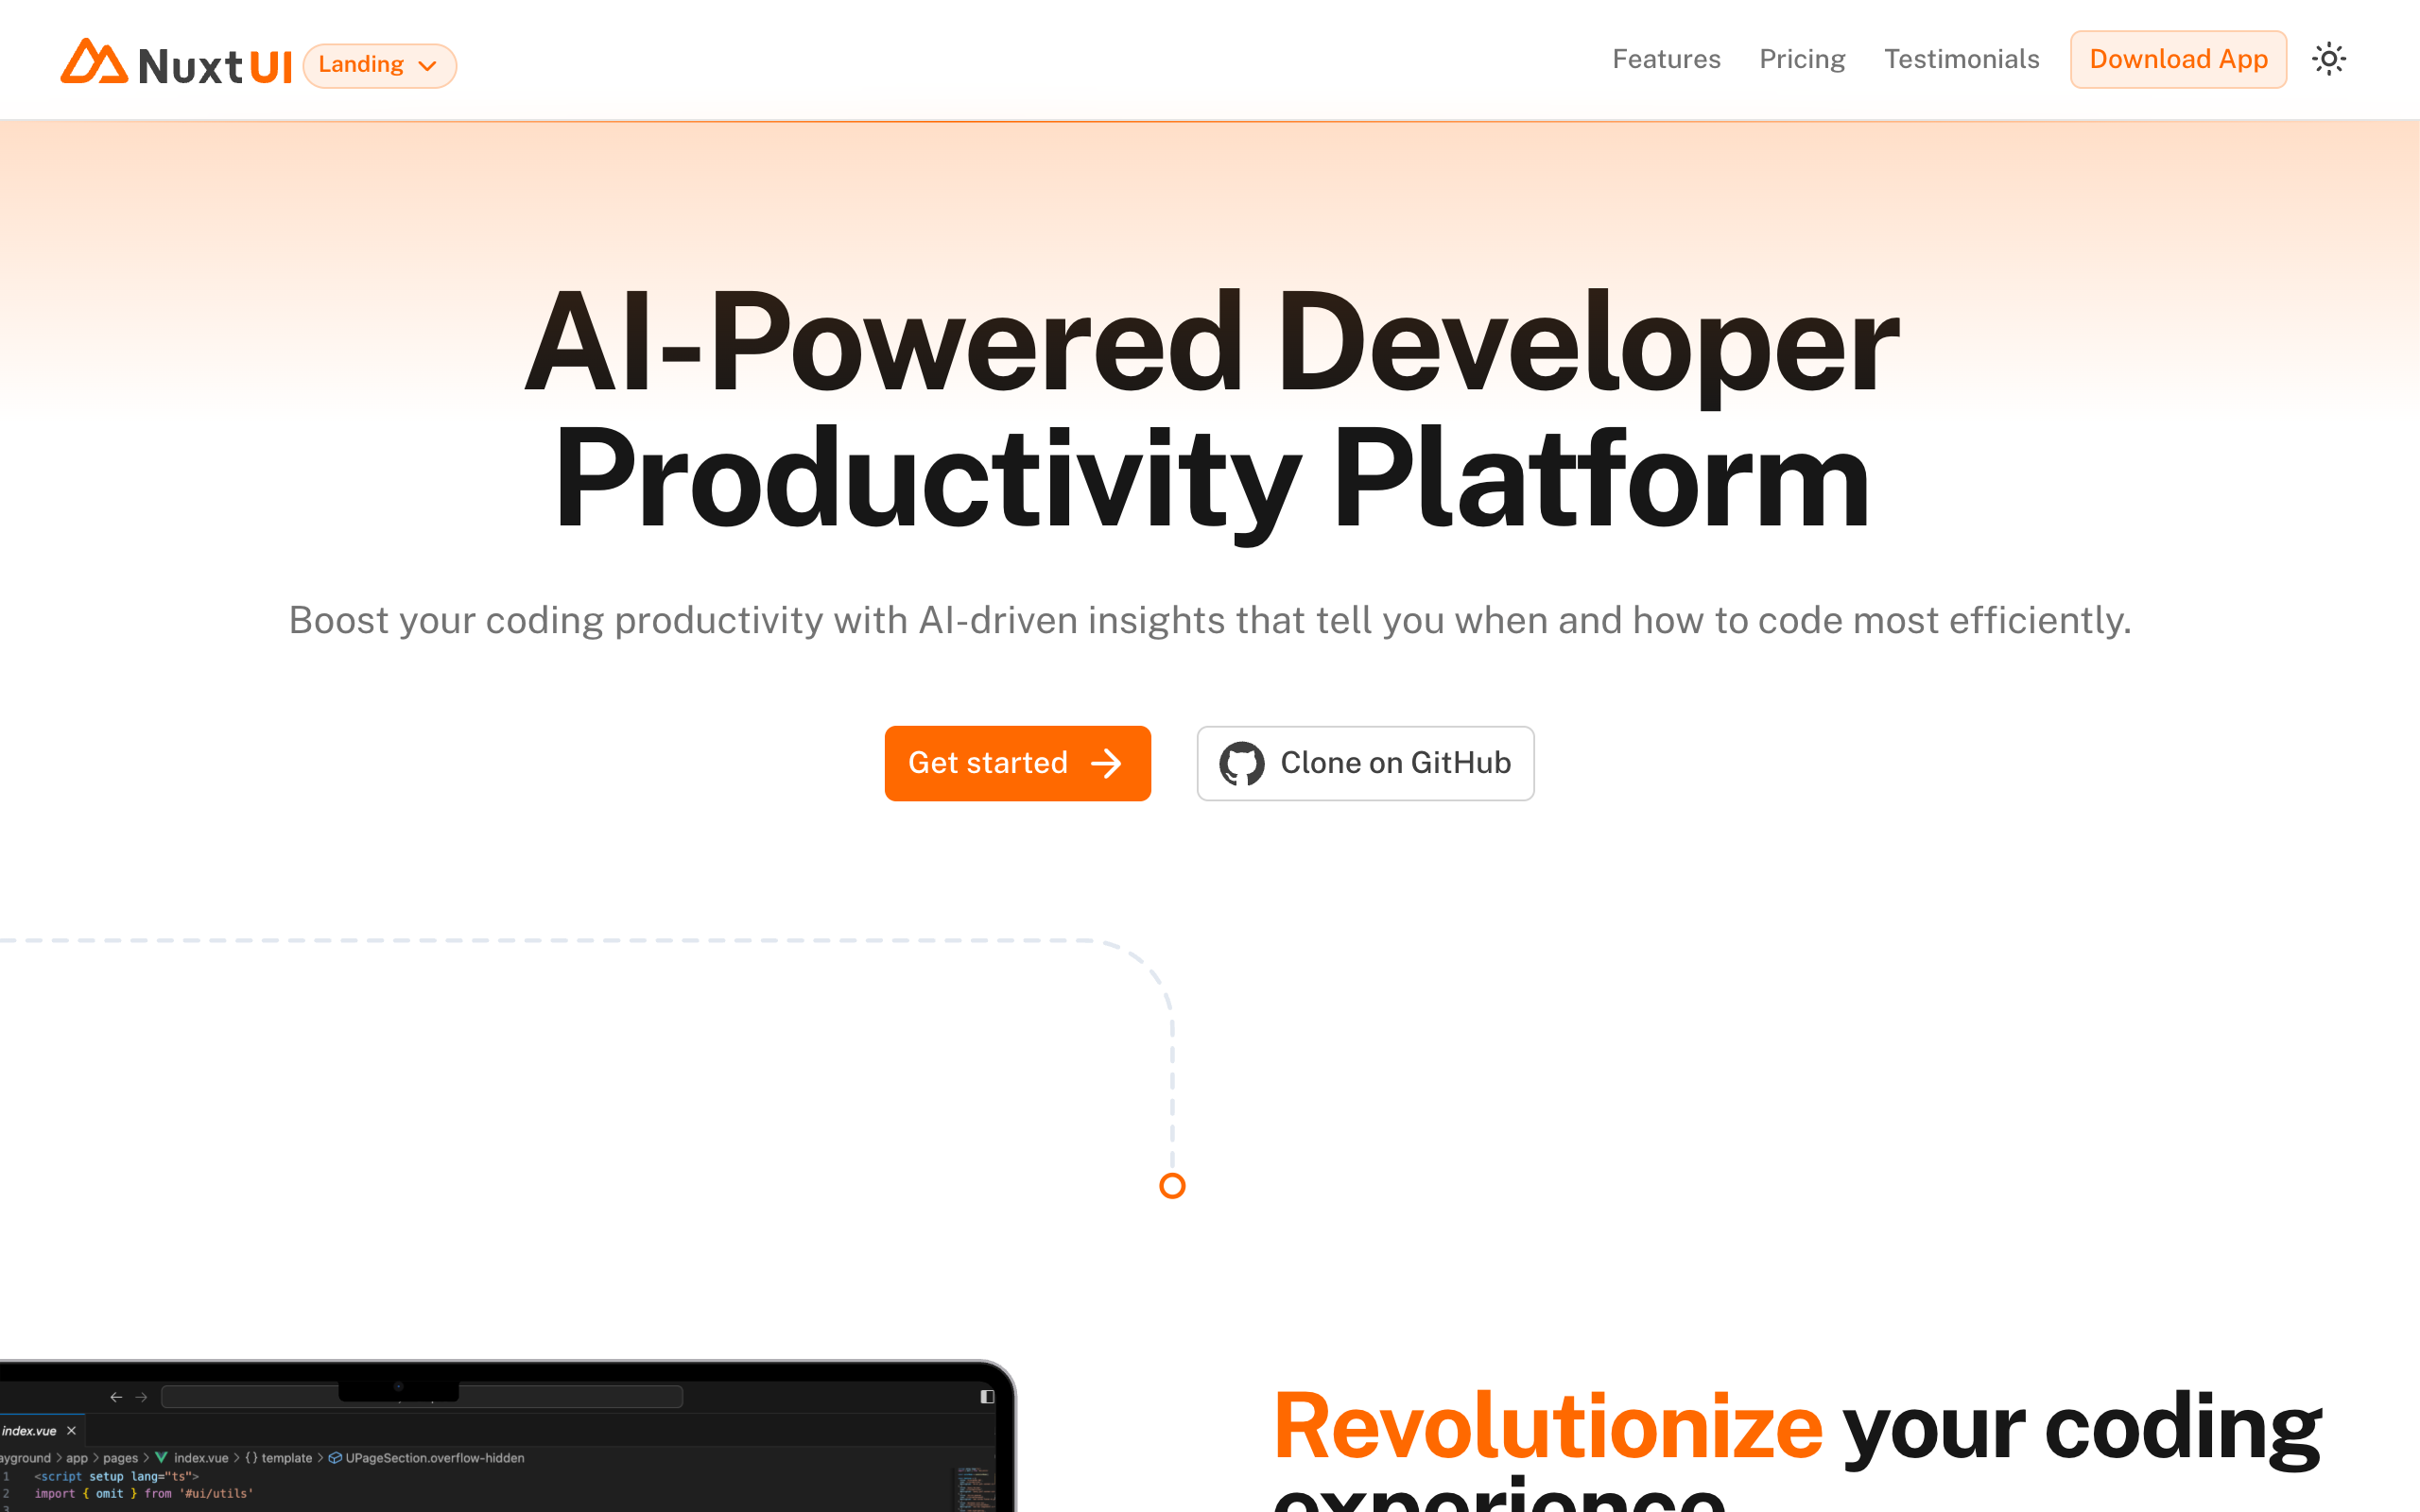 Nuxt UI Landing
Features Pricing Testimonials Download App
AI-Powered Developer
Productivity Platform
Boost your coding productivity with AI-driven insights that tell you when and how to code most efficiently.
Get started
Clone on GitHub
Revolutionize your coding
experience
index.vue
ayground > app > pages > index.vue > {} template > UPageSection.overflow-hidden
1 <script setup lang="ts">
2 import { omit } from '#ui/utils'
3